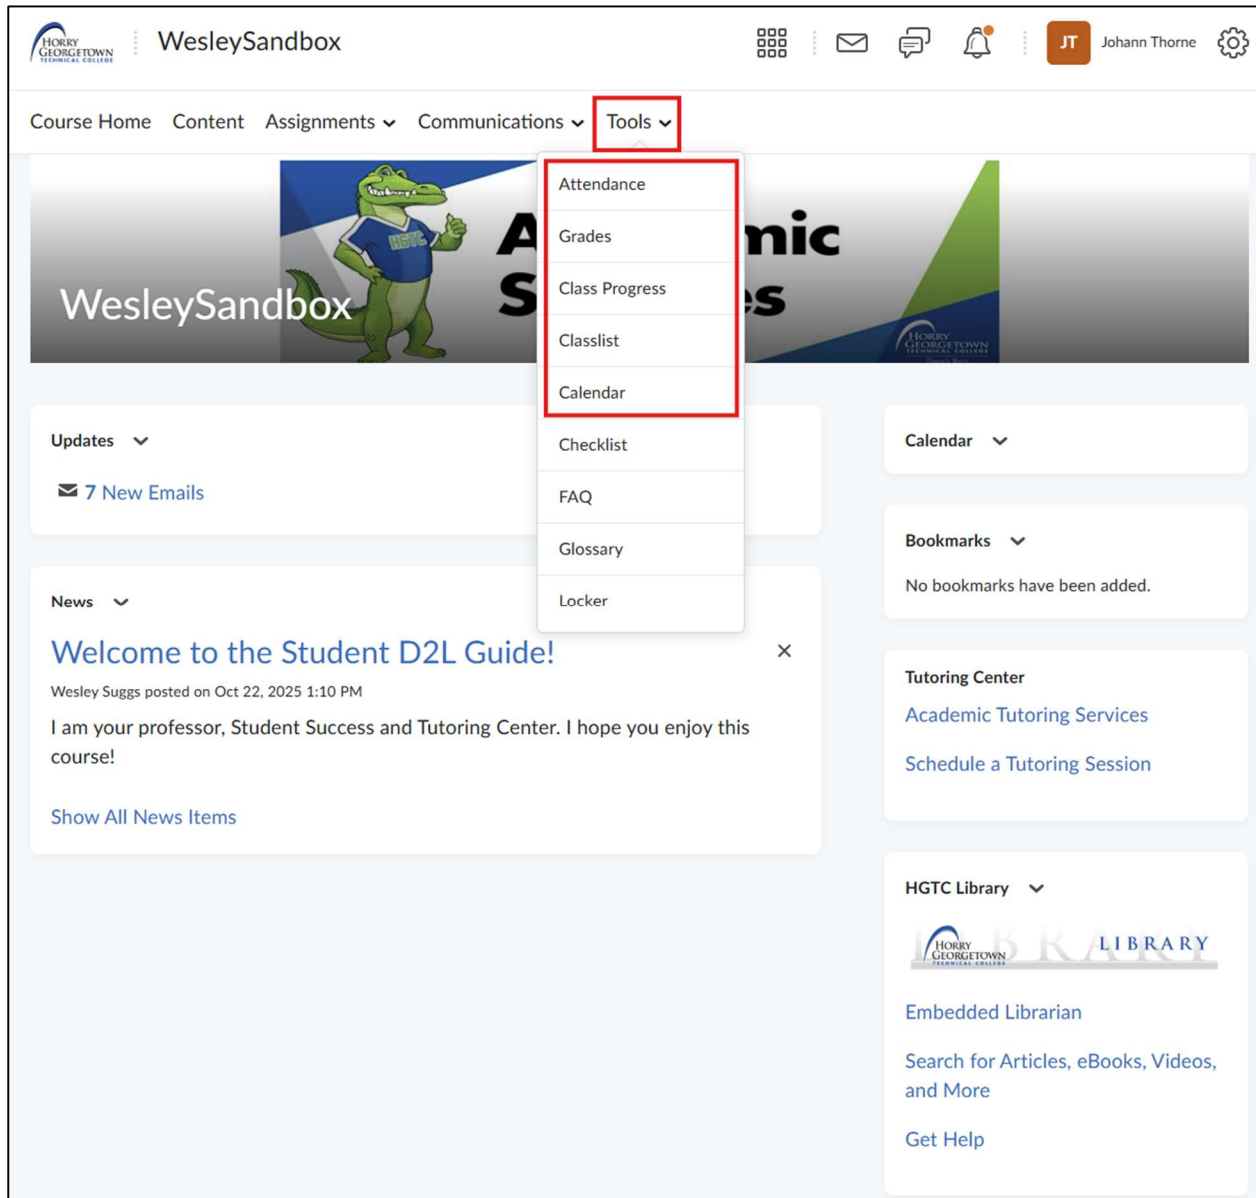 HORRY
GEORGETOWN
TECHNICAL COLLEGE
WesleySandbox
JT
Johann Thorne
Course Home
Content
Assignments
Communications
Tools
Attendance
Grades
Class Progress
Classlist
Calendar
Checklist
FAQ
Glossary
Locker
HGTC
A mic
S es
WesleySandbox
HORRY
GEORGETOWN
TECHNICAL COLLEGE
Updates
7 New Emails
News
Welcome to the Student D2L Guide!
Wesley Suggs posted on Oct 22, 2025 1:10 PM
I am your professor, Student Success and Tutoring Center. I hope you enjoy this
course!
Show All News Items
Calendar
Bookmarks
No bookmarks have been added.
Tutoring Center
Academic Tutoring Services
Schedule a Tutoring Session
HGTC Library
HORRY
GEORGETOWN
TECHNICAL COLLEGE
LIBRARY
Embedded Librarian
Search for Articles, eBooks, Videos,
and More
Get Help